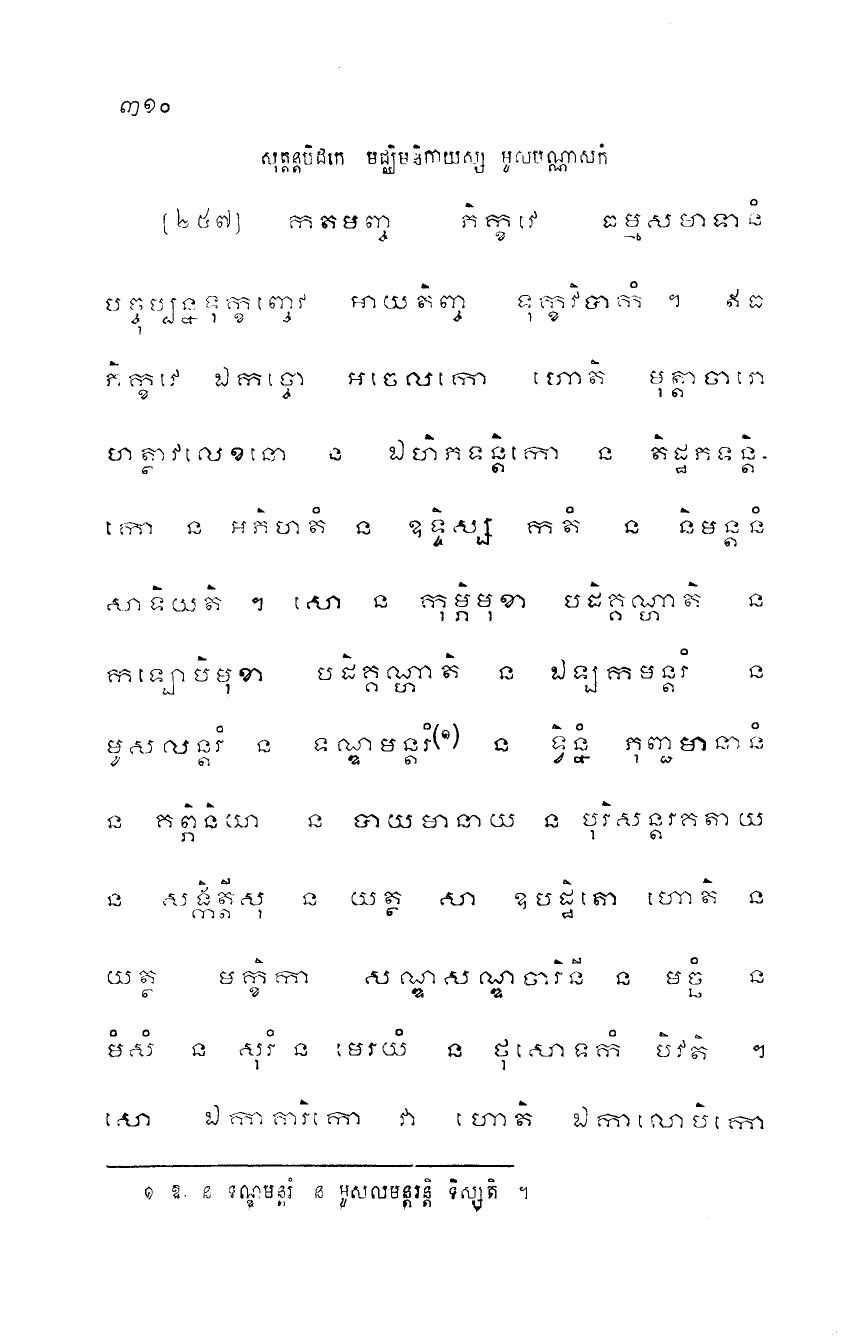 ៣១០
សុត្តន្តបិដកេ មជ្ឈិមនិកាយស្ស មូលបណ្ណាសកំ
[២៥៧] កតមញ្ច ភិក្ខវេ ធម្មសមាទានំ
បច្ចុប្បន្នទុក្ខញ្ចេវ អាយតិញ្ច ទុក្ខវិបាកំ ។ ឥធ
ភិក្ខវេ ឯកច្ចោ អចេលកោ ហោតិ មុត្តាចារោ
ហត្ថាវលេខនោ ន ឯហិភទន្តិកោ ន តិដ្ឋភទន្តិ-
កោ ន អភិហតំ ន ឧទ្ទិស្ស កតំ ន និមន្តនំ
សាទិយតិ ។ សោ ន កុម្ភិមុខា បដិគ្គណ្ហាតិ ន
កឡោបិមុខា បដិគ្គណ្ហាតិ ន ឯឡកមន្តរំ ន
មូសលន្តរំ ន ទណ្ឌមន្តរំ(១) ន ទ្វិន្នំ ភុញ្ជមានានំ
ន គព្ភិនិយា ន បាយមានាយ ន បុរិសន្តរគតាយ
ន សង្កិត្តីសុ ន យត្ថ សា ឧបដ្ឋិតោ ហោតិ ន
យត្ថ មក្ខិកា សណ្ឌសណ្ឌចារិនី ន មច្ឆំ ន
មំសំ ន សុរំ ន មេរយំ ន ថុសោទកំ បិវតិ ។
សោ ឯកាគារិកោ វា ហោតិ ឯកាលោបិកោ
១ ឱ. ន ទណ្ឌមន្តរំ ន មូសលមន្តរន្តិ ទិស្សតិ ។